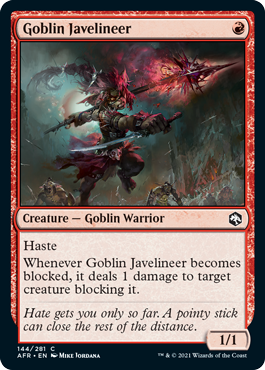 Goblin Javelineer
Creature — Goblin Warrior
Haste
Whenever Goblin Javelineer becomes
blocked, it deals 1 damage to target
creature blocking it.
Hate gets you only so far. A pointy stick
can close the rest of the distance.
1/1
144/281 C
AFR • EN Mike Jordana
™ & © 2021 Wizards of the Coast